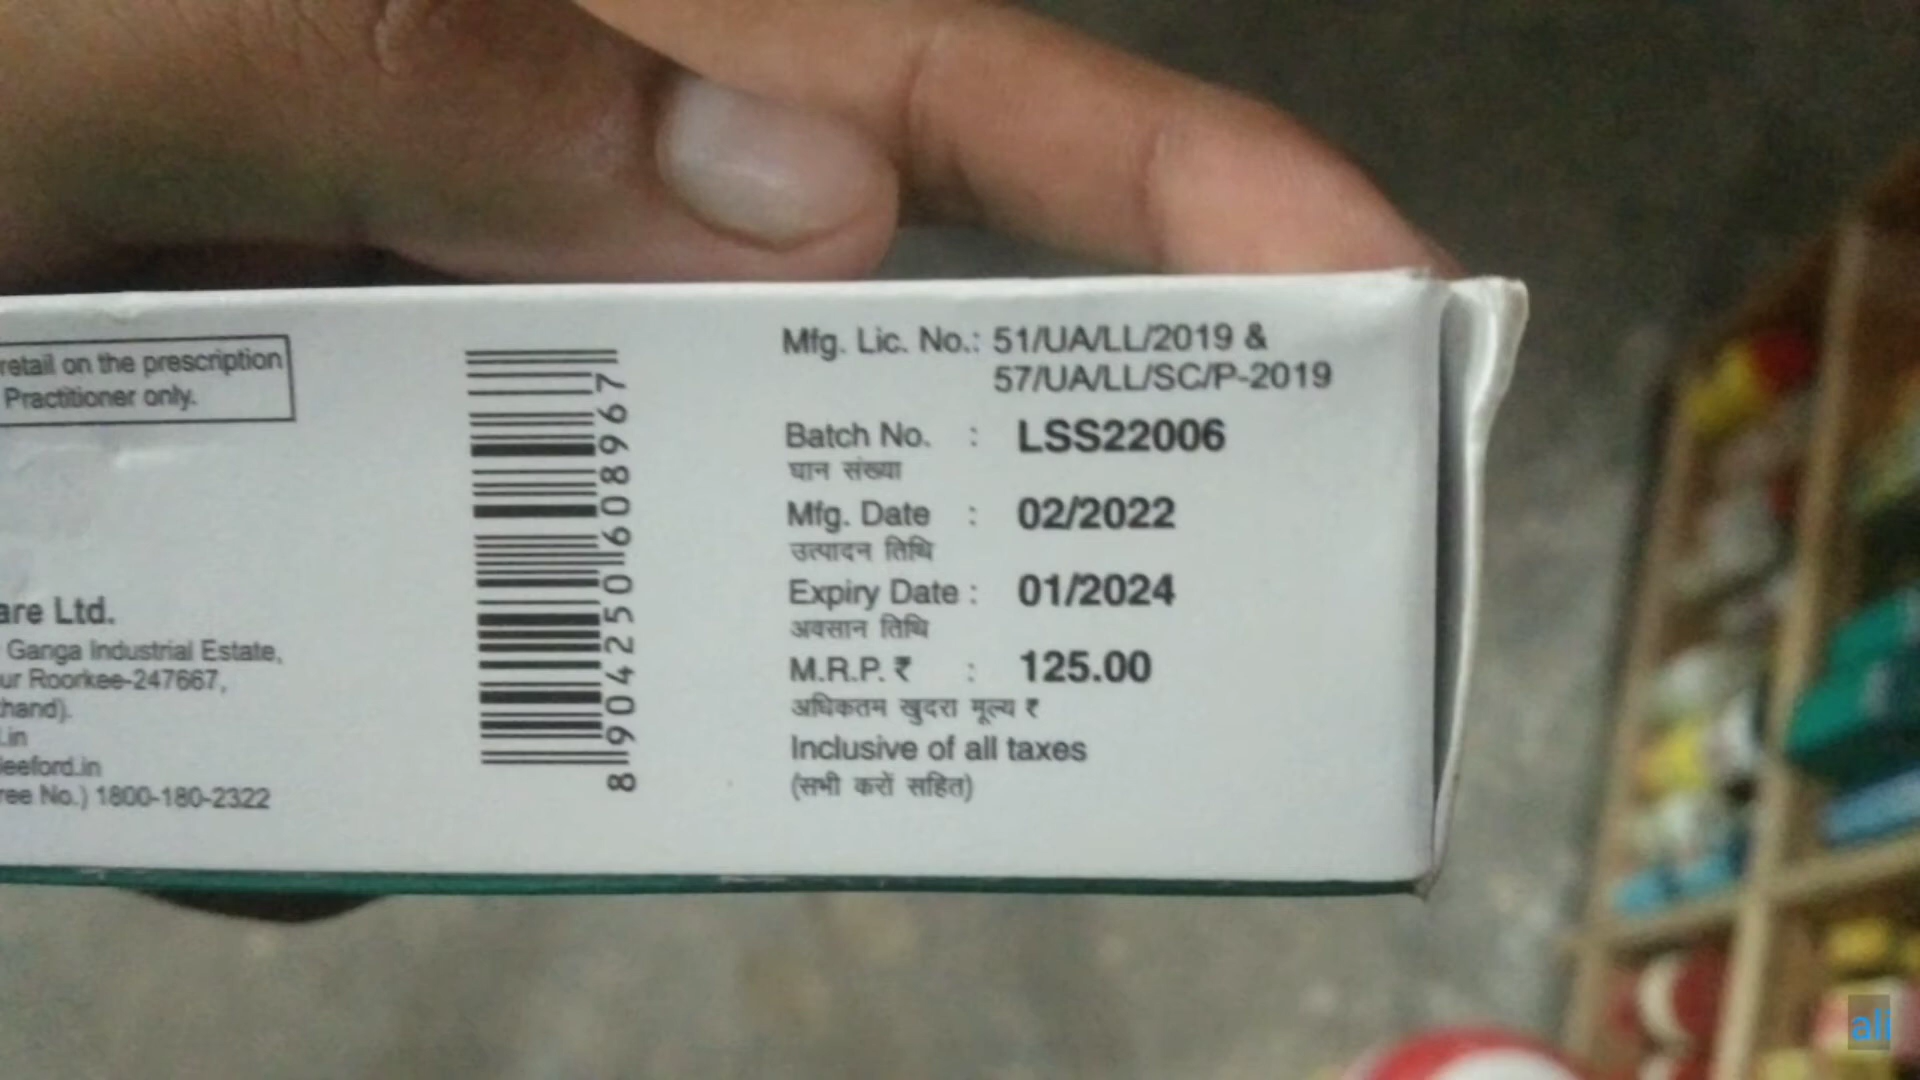 retail on the prescription
Practitioner only.
are Ltd.
Ganga Industrial Estate,
ur Roorkee-247667,
hand).
.in
leeford.in
ree No.) 1800-180-2322
8904250608967
Mfg. Lic. No.: 51/UA/LL/2019 &
57/UA/LL/SC/P-2019
Batch No. : LSS22006
घान संख्या
Mfg. Date : 02/2022
उत्पादन तिथि
Expiry Date : 01/2024
अवसान तिथि
M.R.P. ₹ : 125.00
अधिकतम खुदरा मूल्य ₹
Inclusive of all taxes
(सभी करों सहित)
ali